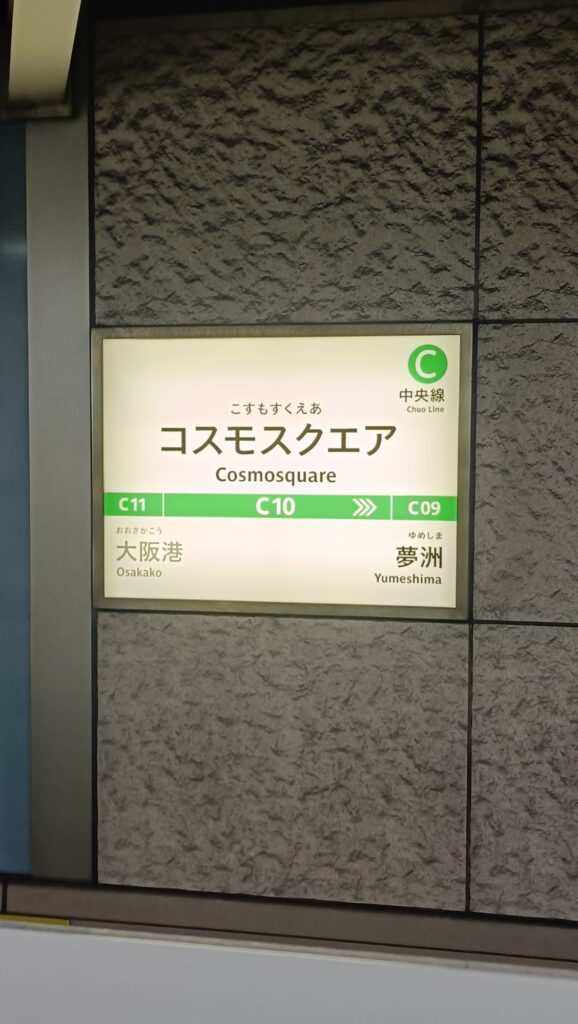 C
中央線
Chuo Line
こすもすくえあ
コスモスクエア
Cosmosquare
C11 C10 C09
おおさかこう
大阪港
Osakako
ゆめしま
夢洲
Yumeshima